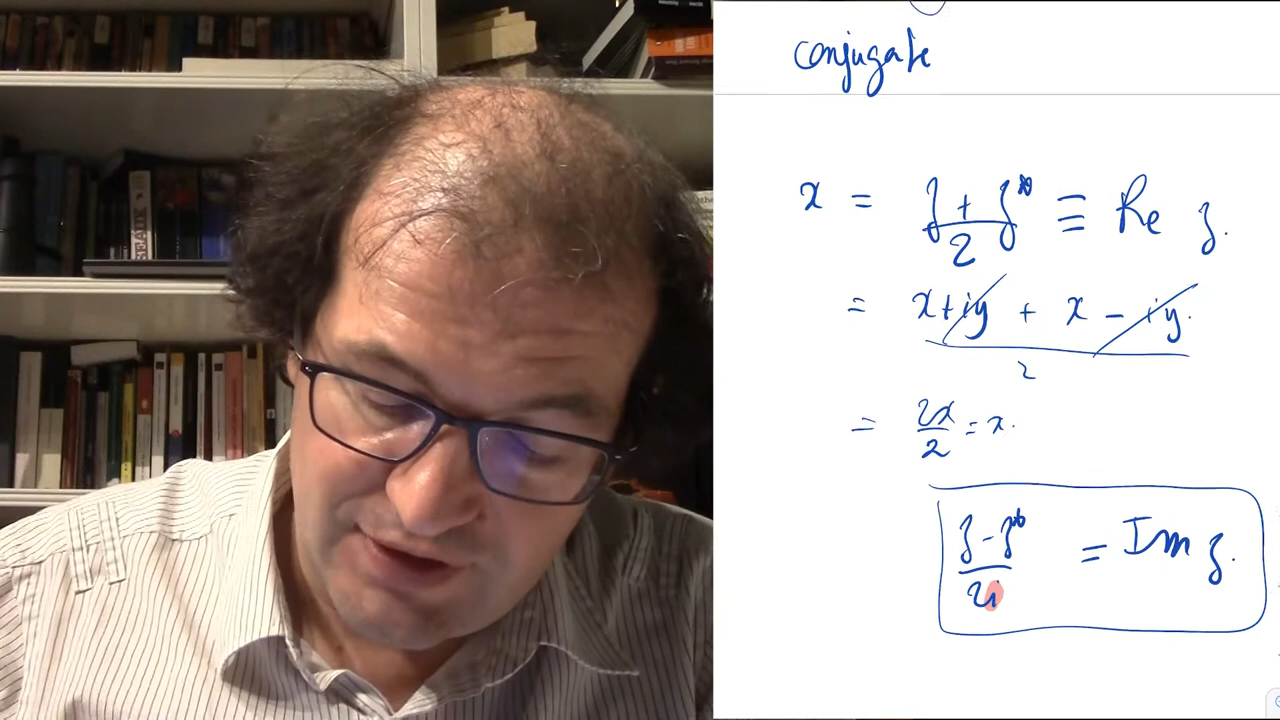 conjugate
x = z + z* / 2 ≡ Re z.
= x + iy + x - iy. / 2
= 2x / 2 = x.
z - z* / 2i = Im z.